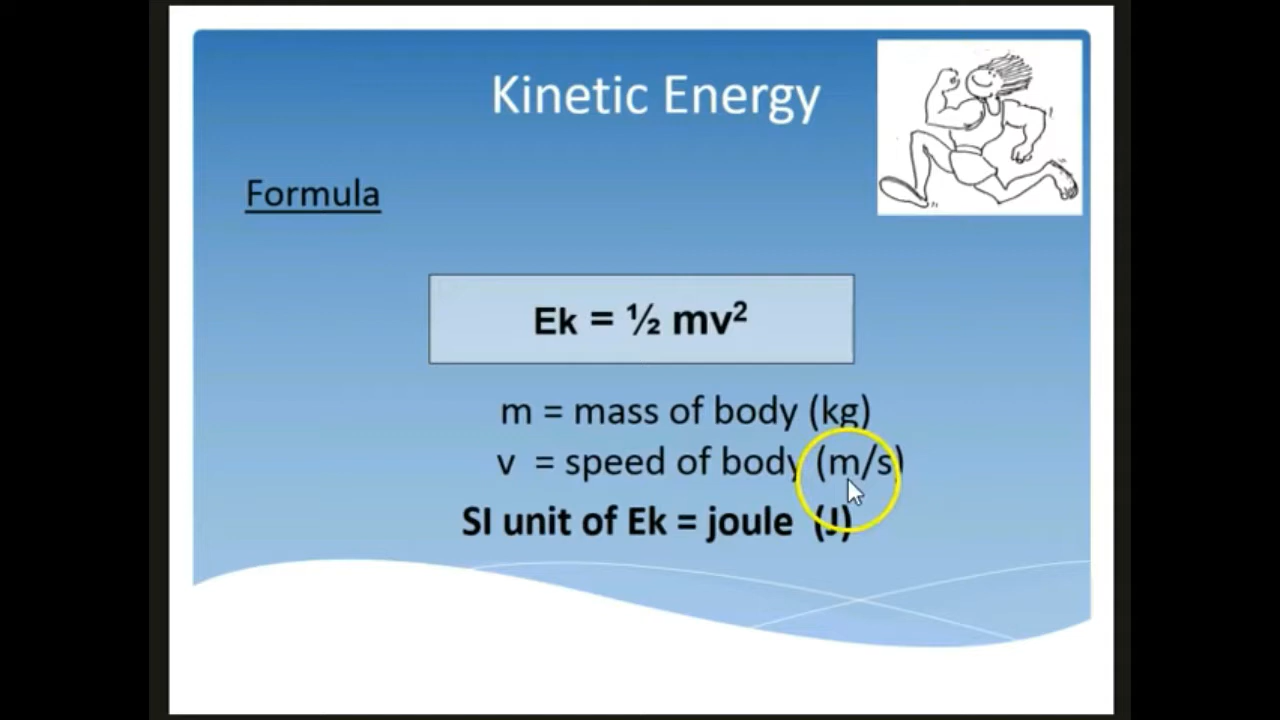 Kinetic Energy
Formula
Ek = ½ mv²
m = mass of body (kg)
v = speed of body (m/s)
SI unit of Ek = joule (J)